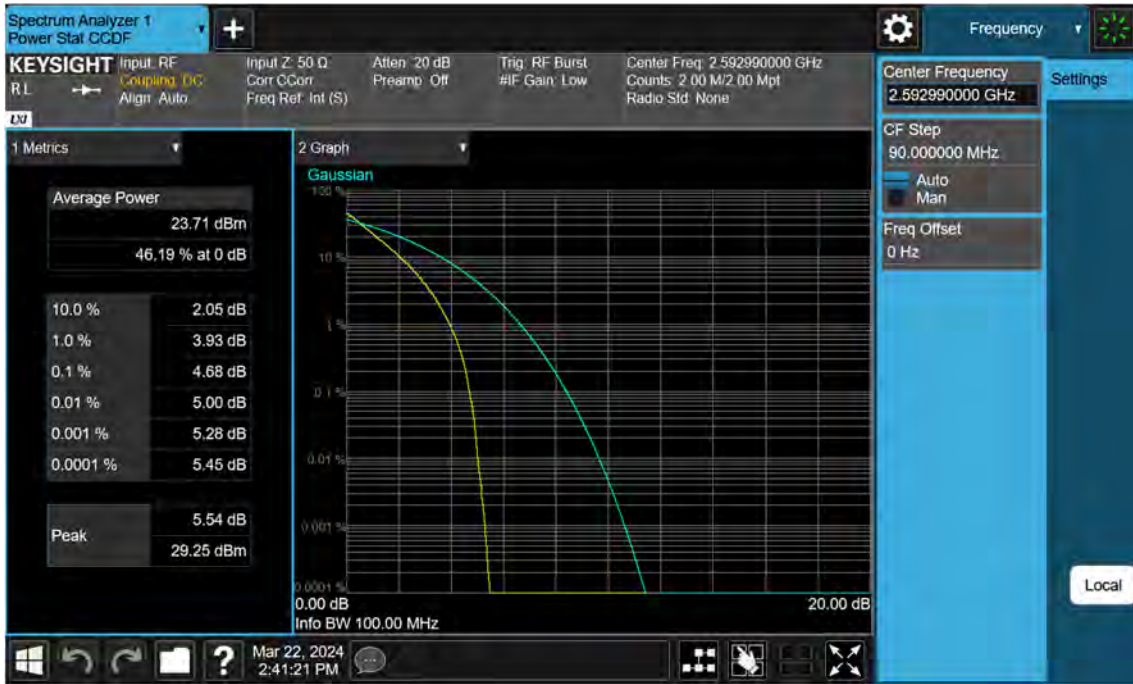 Spectrum Analyzer 1
Power Stat CCDF
Frequency
KEYSIGHT
R L
LXI
Input: RF
Coupling: DC
Align: Auto
Input Z: 50 Ω
Corr CCorr
Freq Ref: Int (S)
Atten: 20 dB
Preamp: Off
Trig: RF Burst
#IF Gain: Low
Center Freq: 2.592990000 GHz
Counts: 2.00 M/2.00 Mpt
Radio Std: None
Center Frequency
2.592990000 GHz
Settings
CF Step
90.000000 MHz
Auto
Man
Freq Offset
0 Hz
1 Metrics
Average Power
23.71 dBm
46.19 % at 0 dB
10.0 % 2.05 dB
1.0 % 3.93 dB
0.1 % 4.68 dB
0.01 % 5.00 dB
0.001 % 5.28 dB
0.0001 % 5.45 dB
Peak
5.54 dB
29.25 dBm
2 Graph
Gaussian
100 %
10 %
1 %
0.1 %
0.01 %
0.001 %
0.0001 %
0.00 dB 20.00 dB
Info BW 100.00 MHz
Local
?
Mar 22, 2024
2:41:21 PM